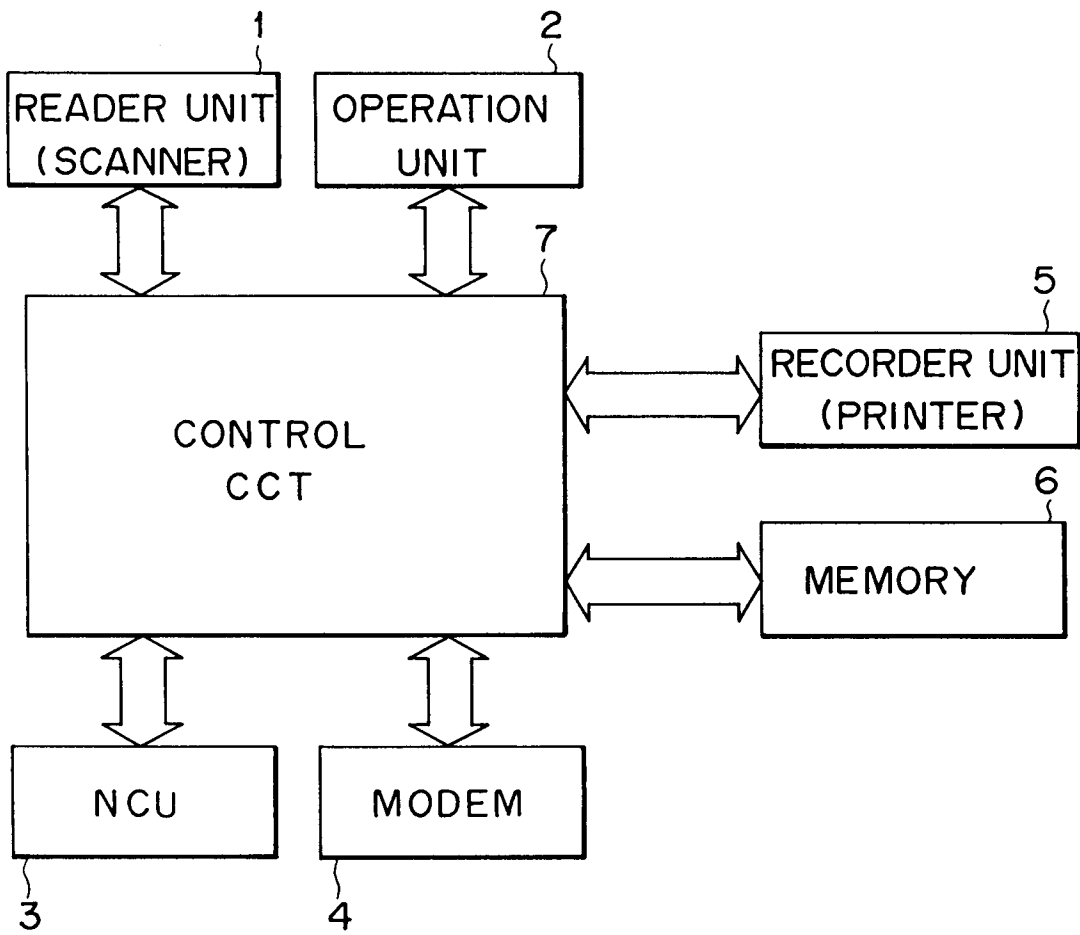 1
READER UNIT
(SCANNER)
2
OPERATION
UNIT
7
CONTROL
CCT
5
RECORDER UNIT
(PRINTER)
6
MEMORY
NCU
3
MODEM
4